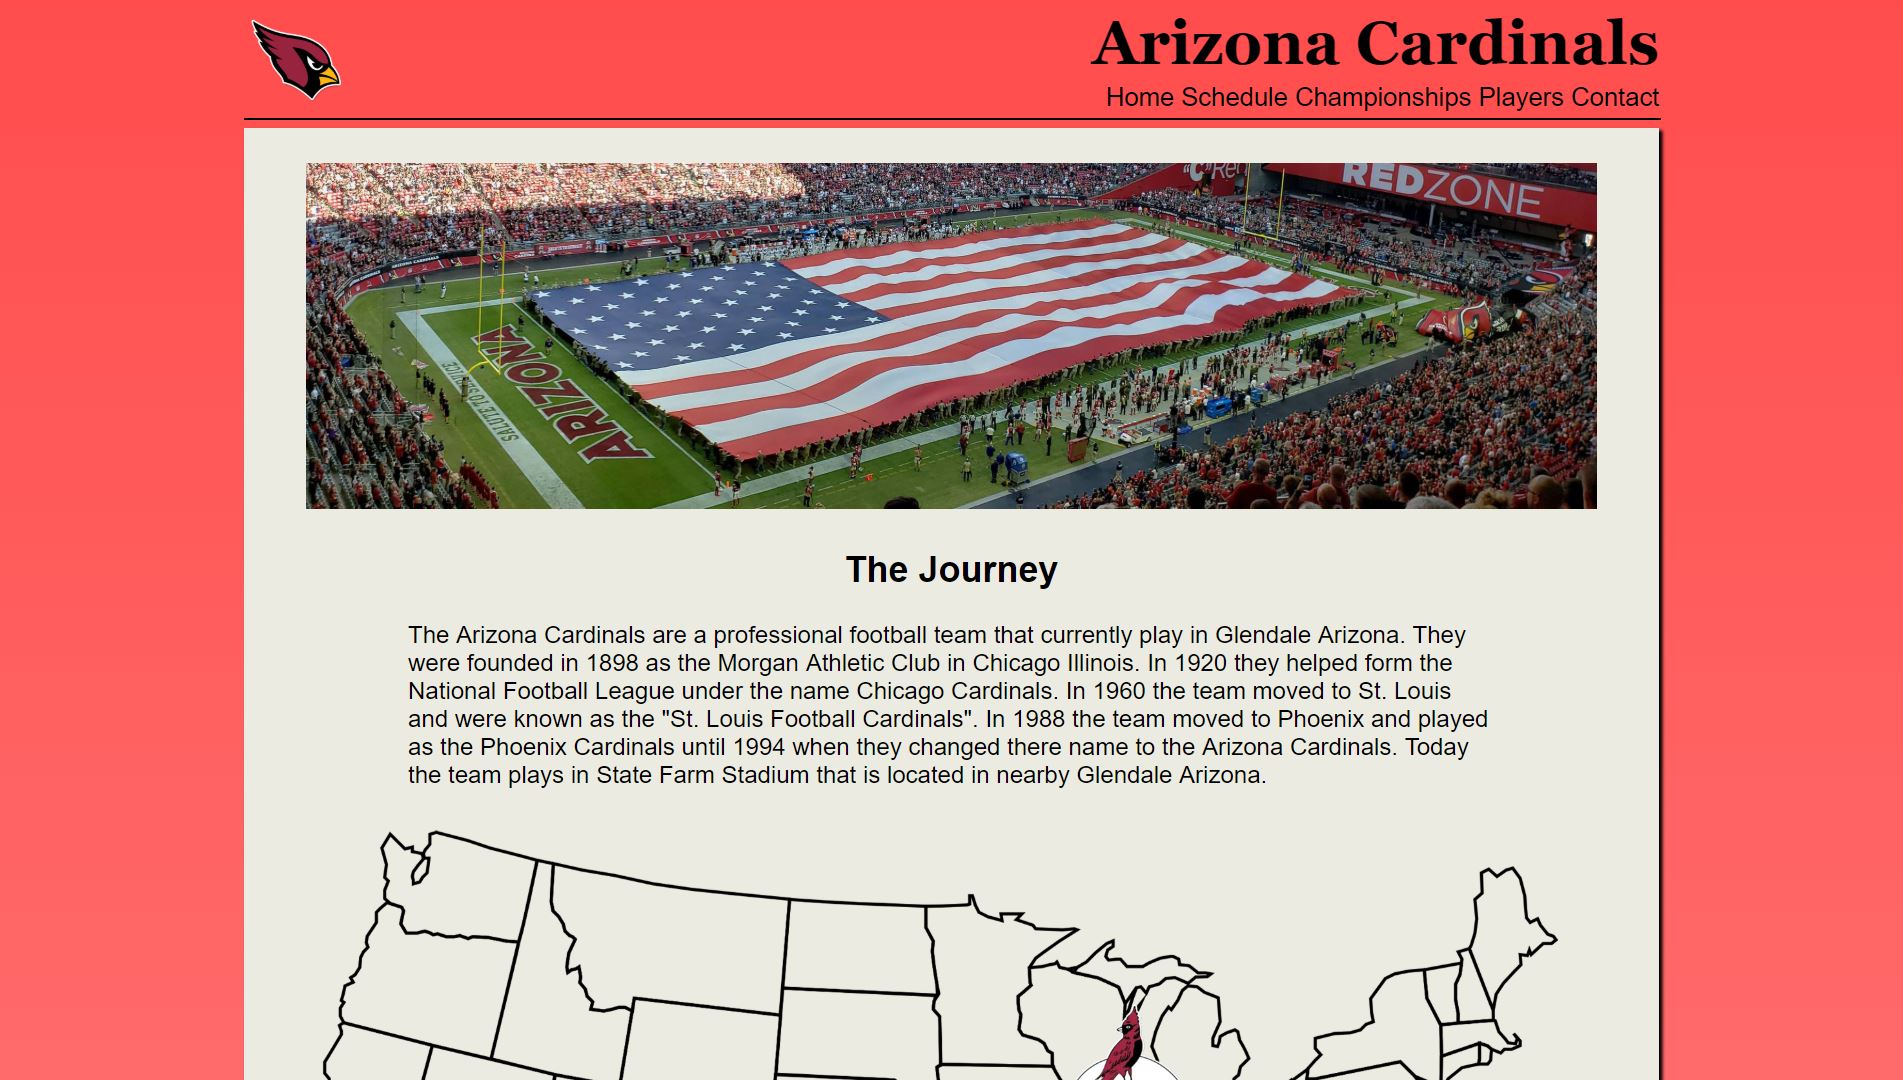 Arizona Cardinals
Home Schedule Championships Players Contact
REDZONE
ARIZONA
SALUTE TO SERVICE
The Journey
The Arizona Cardinals are a professional football team that currently play in Glendale Arizona. They
were founded in 1898 as the Morgan Athletic Club in Chicago Illinois. In 1920 they helped form the
National Football League under the name Chicago Cardinals. In 1960 the team moved to St. Louis
and were known as the "St. Louis Football Cardinals". In 1988 the team moved to Phoenix and played
as the Phoenix Cardinals until 1994 when they changed there name to the Arizona Cardinals. Today
the team plays in State Farm Stadium that is located in nearby Glendale Arizona.